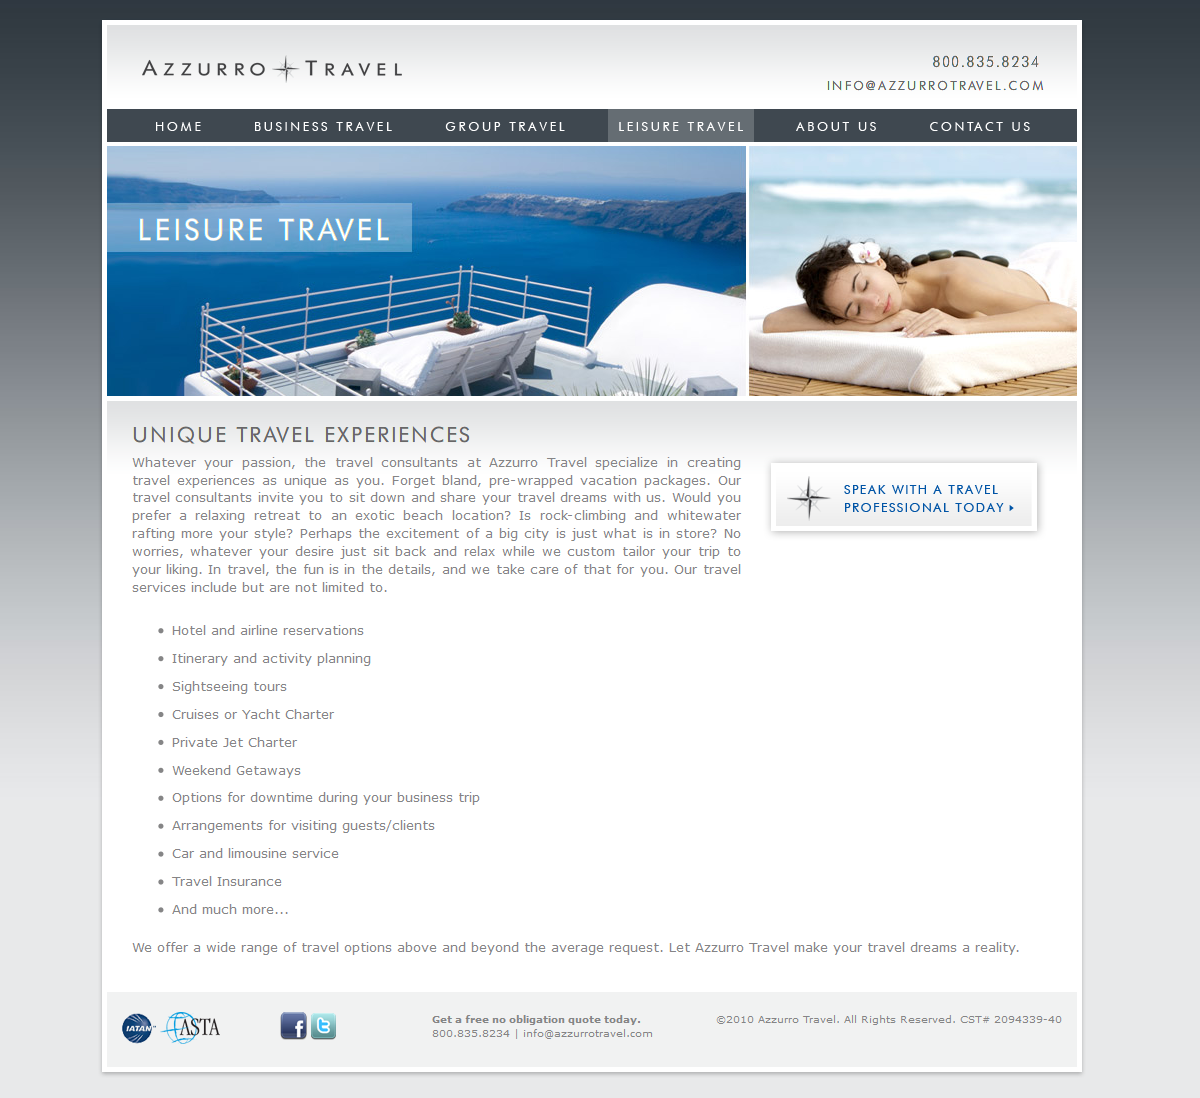 AZZURRO TRAVEL
800.835.8234
INFO@AZZURROTRAVEL.COM
HOME BUSINESS TRAVEL GROUP TRAVEL LEISURE TRAVEL ABOUT US CONTACT US
LEISURE TRAVEL
UNIQUE TRAVEL EXPERIENCES
Whatever your passion, the travel consultants at Azzurro Travel specialize in creating
travel experiences as unique as you. Forget bland, pre-wrapped vacation packages. Our
travel consultants invite you to sit down and share your travel dreams with us. Would you
prefer a relaxing retreat to an exotic beach location? Is rock-climbing and whitewater
rafting more your style? Perhaps the excitement of a big city is just what is in store? No
worries, whatever your desire just sit back and relax while we custom tailor your trip to
your liking. In travel, the fun is in the details, and we take care of that for you. Our travel
services include but are not limited to.
SPEAK WITH A TRAVEL
PROFESSIONAL TODAY
• Hotel and airline reservations
• Itinerary and activity planning
• Sightseeing tours
• Cruises or Yacht Charter
• Private Jet Charter
• Weekend Getaways
• Options for downtime during your business trip
• Arrangements for visiting guests/clients
• Car and limousine service
• Travel Insurance
• And much more...
We offer a wide range of travel options above and beyond the average request. Let Azzurro Travel make your travel dreams a reality.
IATAN ASTA
Get a free no obligation quote today.
800.835.8234 | info@azzurrotravel.com
©2010 Azzurro Travel. All Rights Reserved. CST# 2094339-40